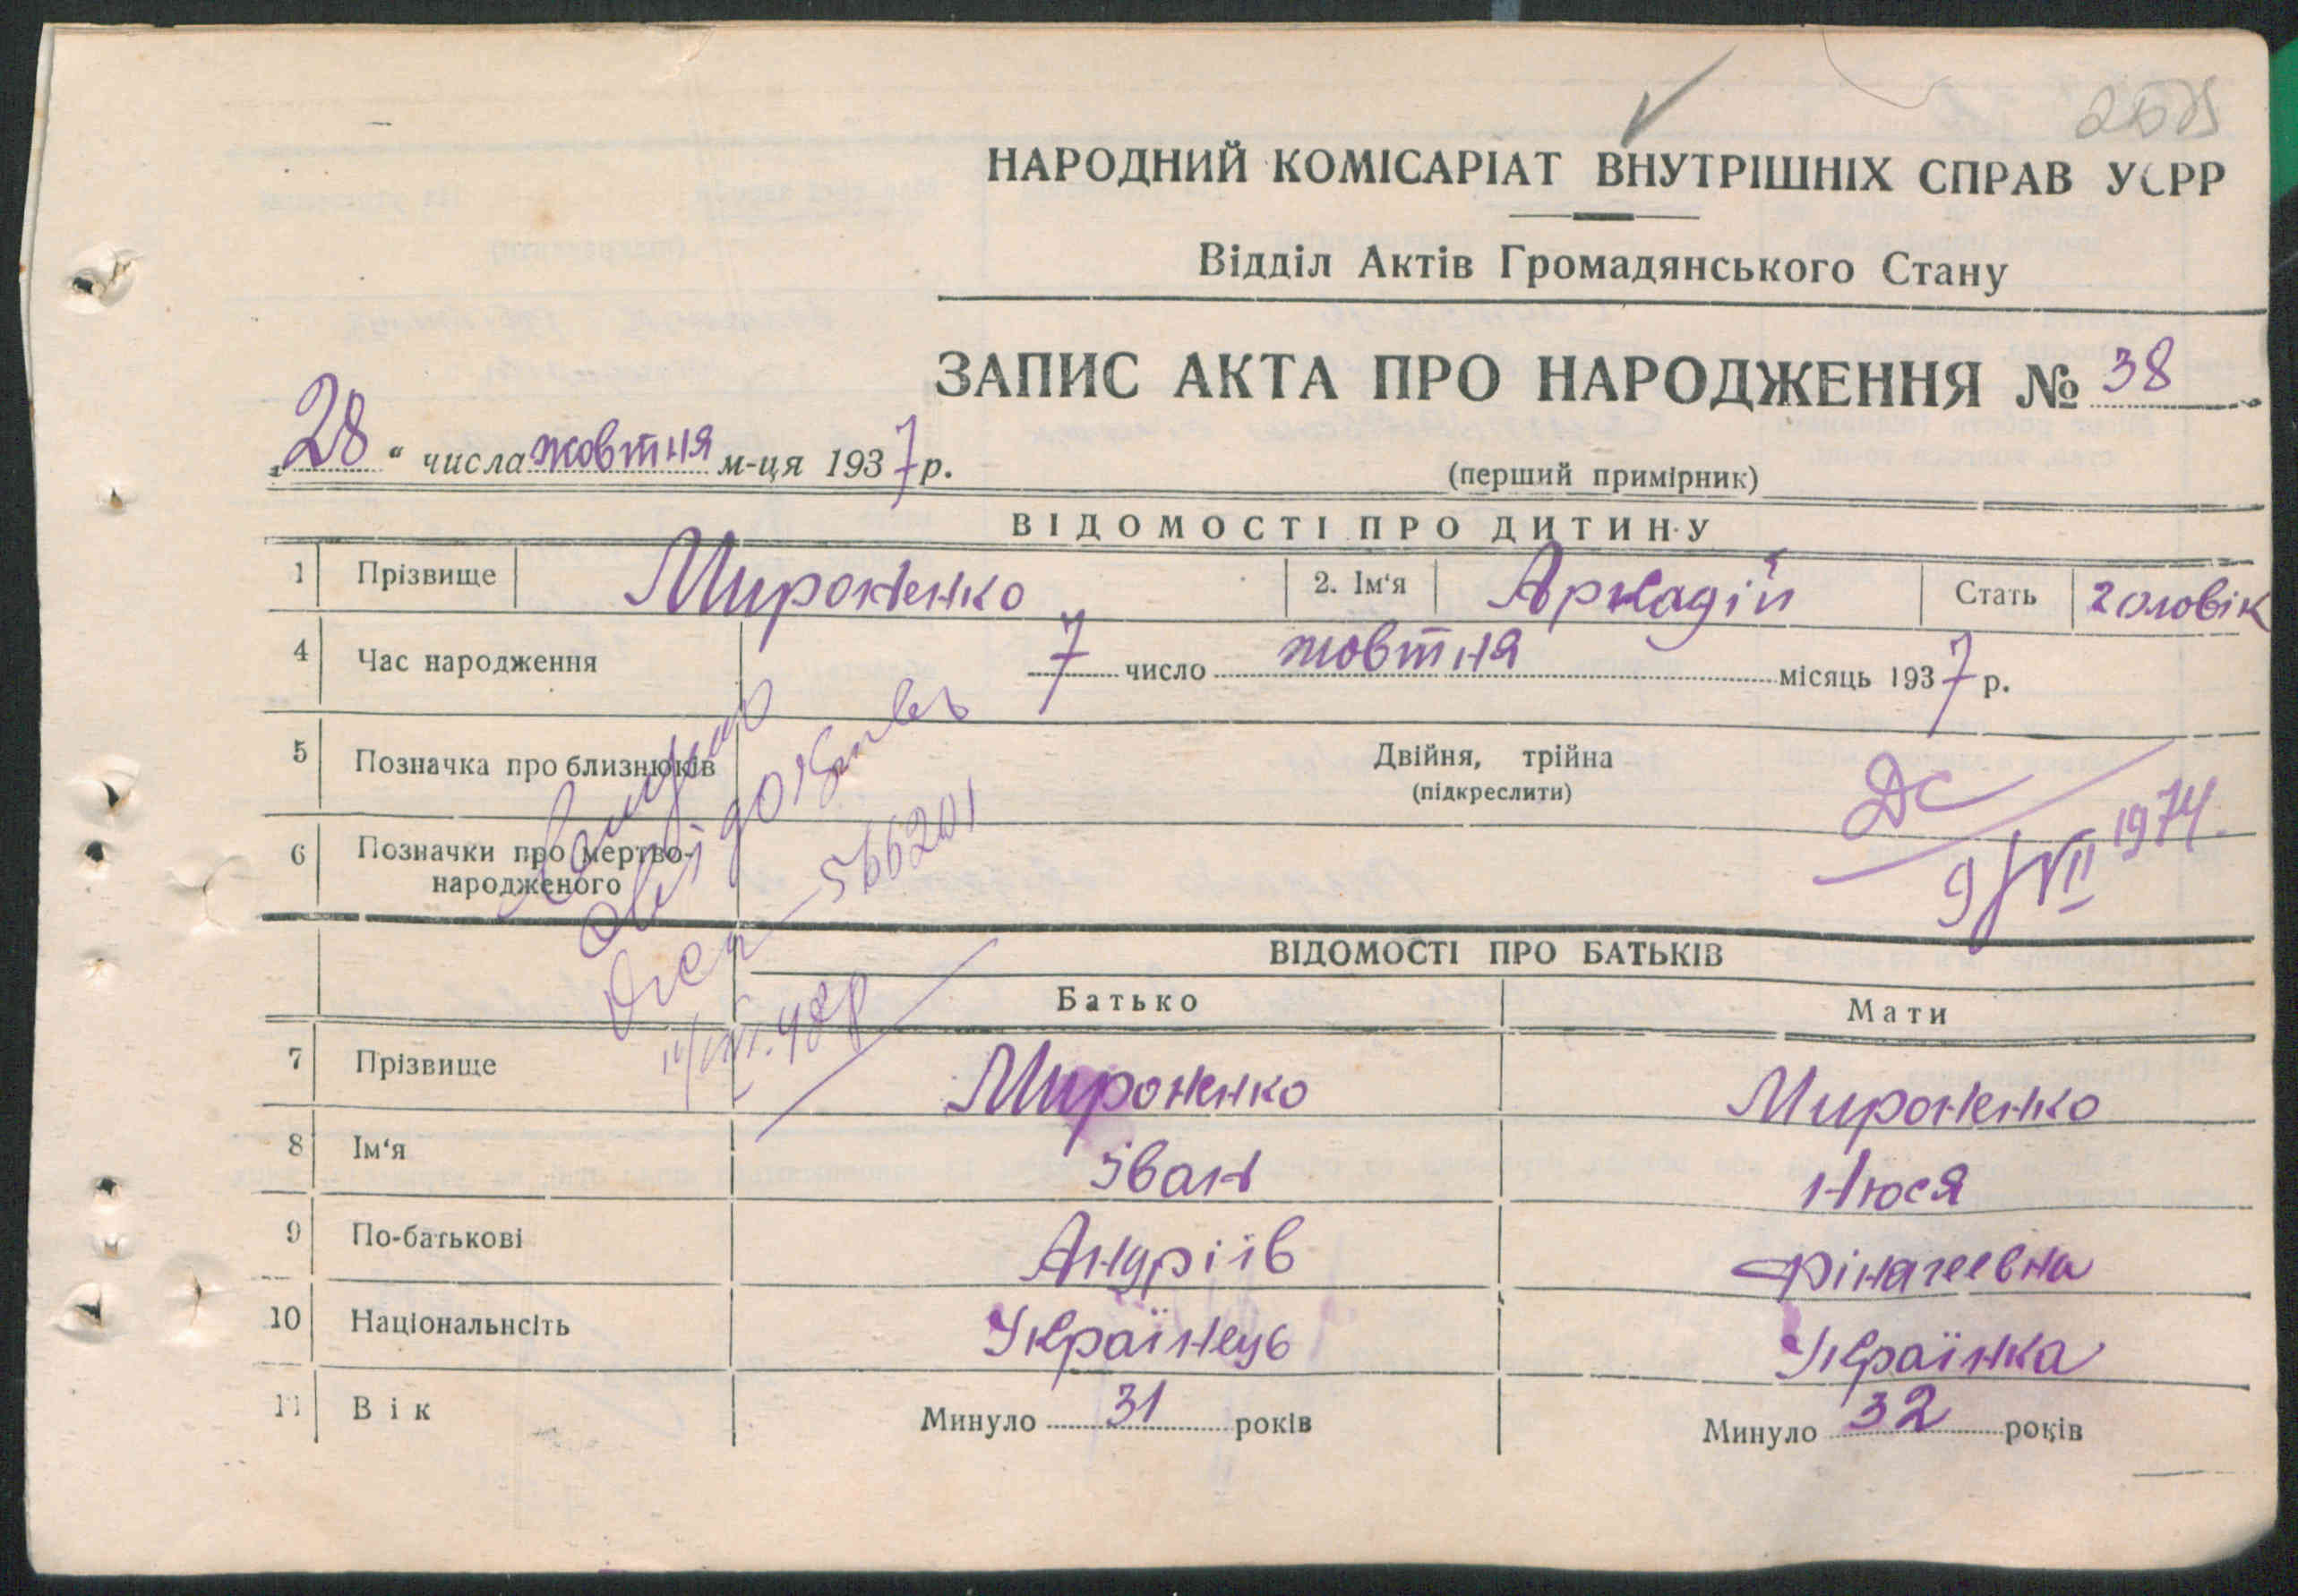 НАРОДНИЙ КОМІСАРІАТ ВНУТРІШНІХ СПРАВ УСРР
Відділ Актів Громадянського Стану
ЗАПИС АКТА ПРО НАРОДЖЕННЯ № 38
„28“ числа жовтня м-ця 1937 р.
(перший примірник)
ВІДОМОСТІ ПРО ДИТИНУ
1 Прізвище Мироненко 2. Ім'я Аркадій Стать чоловік
4 Час народження 7 число жовтня місяць 1937 р.
5 Позначка про близнюків Двійня, трійна
(підкреслити)
6 Позначки про мертво-
народженого
566201
ДС
9/VII 1974.
ВІДОМОСТІ ПРО БАТЬКІВ
Батько Мати
7 Прізвище Мироненко Мироненко
8 Ім'я Іван Нюся
9 По-батькові Андріїв
10 Національнсіть Українець Українка
11 Вік Минуло 31 років Минуло 32 років